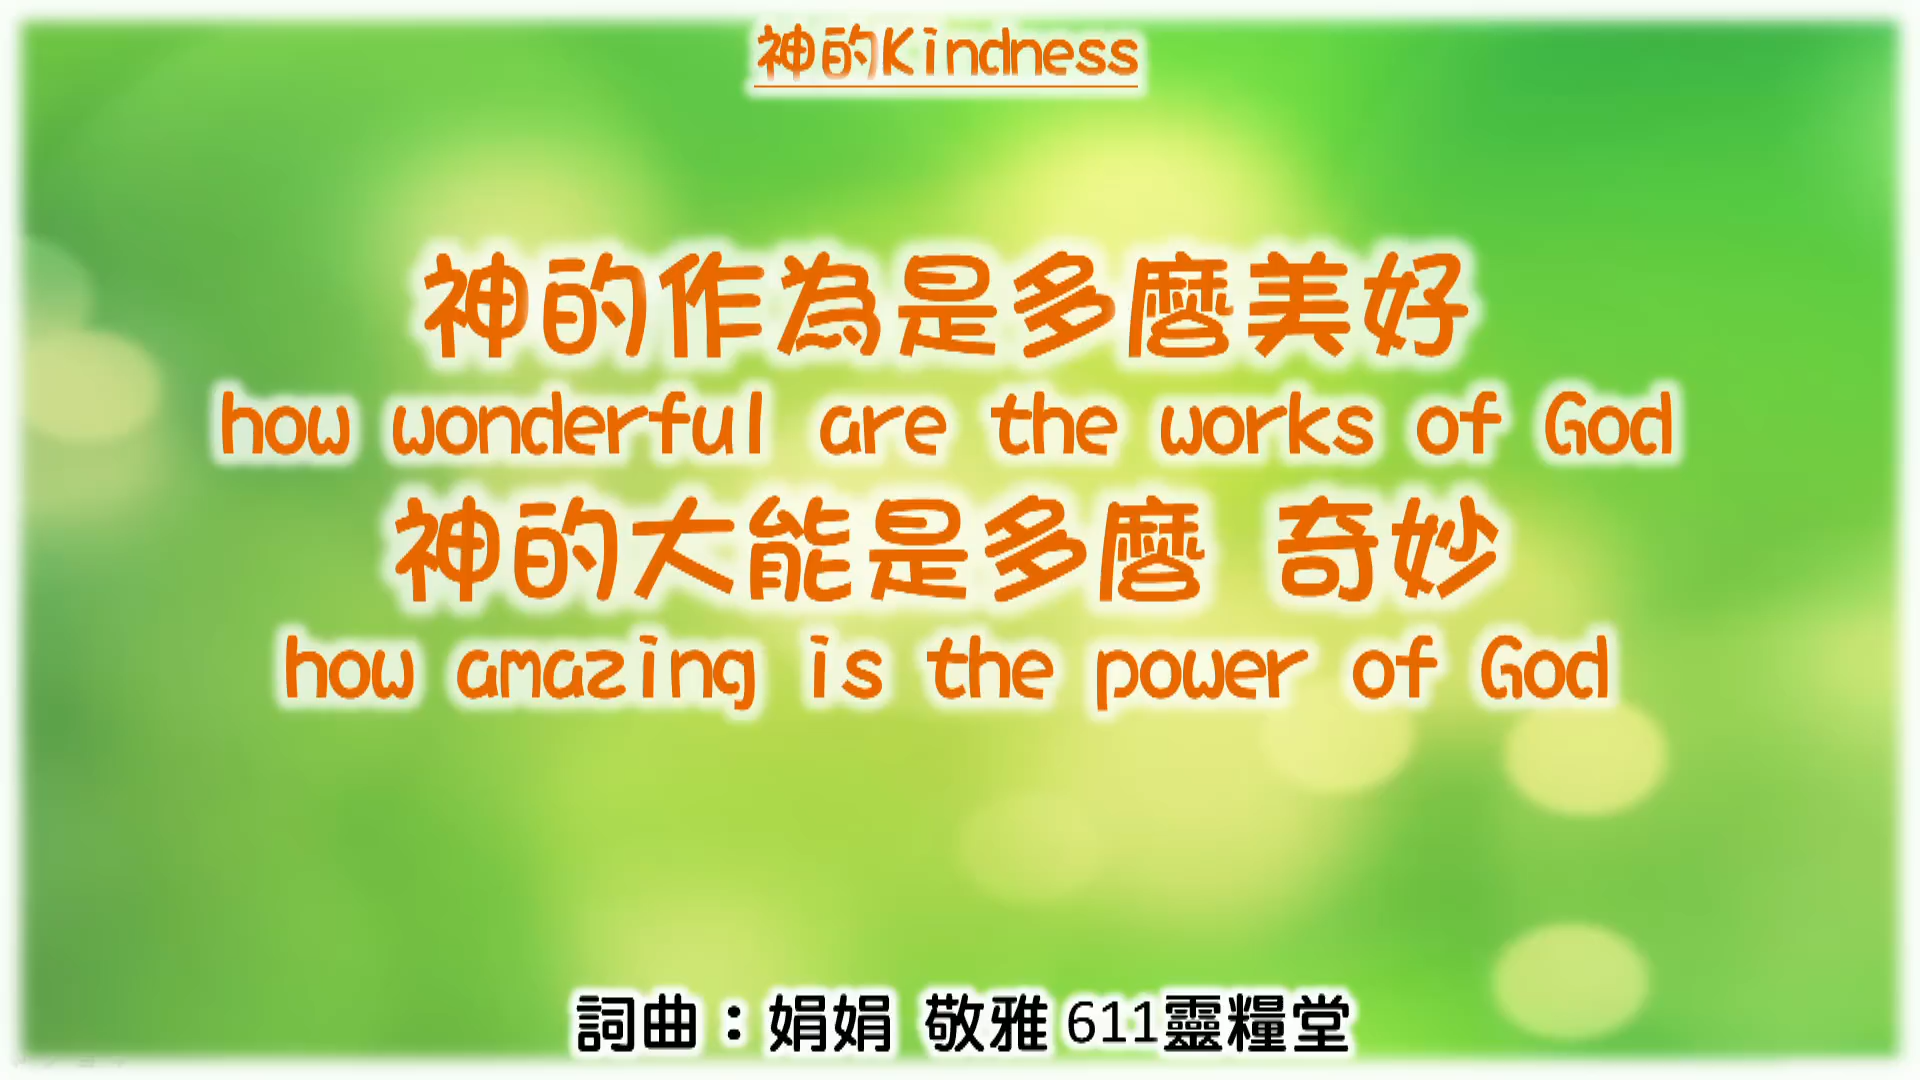 神的Kindness
神的作為是多麼美好
how wonderful are the works of God
神的大能是多麼 奇妙
how amazing is the power of God
詞曲：娟娟 敬雅 611靈糧堂